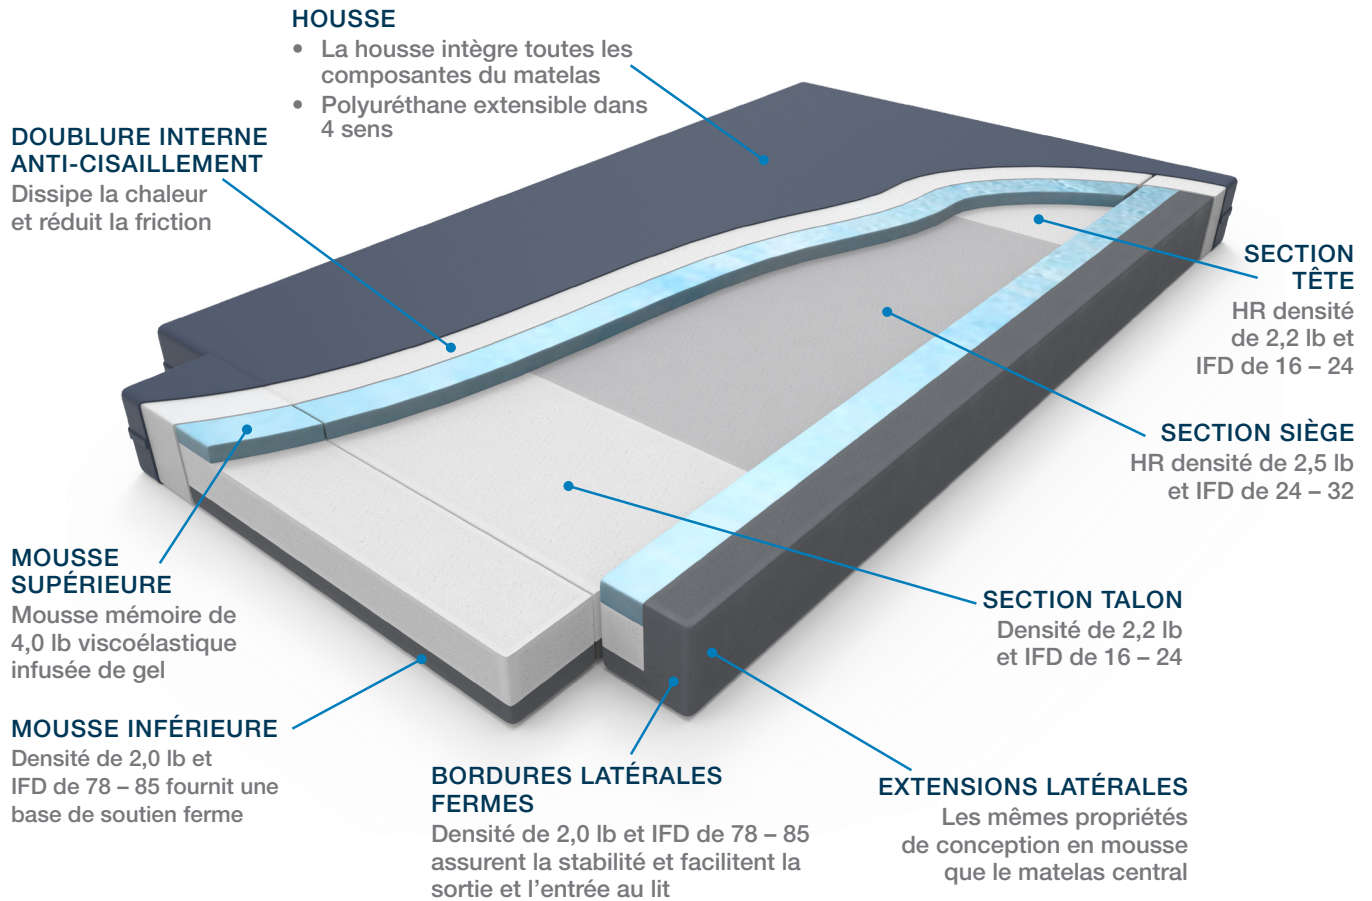 HOUSSE
• La housse intègre toutes les
composantes du matelas
• Polyuréthane extensible dans
4 sens
DOUBLURE INTERNE
ANTI-CISAILLEMENT
Dissipe la chaleur
et réduit la friction
SECTION
TÊTE
HR densité
de 2,2 lb et
IFD de 16 – 24
SECTION SIÈGE
HR densité de 2,5 lb
et IFD de 24 – 32
MOUSSE
SUPÉRIEURE
Mousse mémoire de
4,0 lb viscoélastique
infusée de gel
SECTION TALON
Densité de 2,2 lb
et IFD de 16 – 24
MOUSSE INFÉRIEURE
Densité de 2,0 lb et
IFD de 78 – 85 fournit une
base de soutien ferme
BORDURES LATÉRALES
FERMES
Densité de 2,0 lb et IFD de 78 – 85
assurent la stabilité et facilitent la
sortie et l’entrée au lit
EXTENSIONS LATÉRALES
Les mêmes propriétés
de conception en mousse
que le matelas central